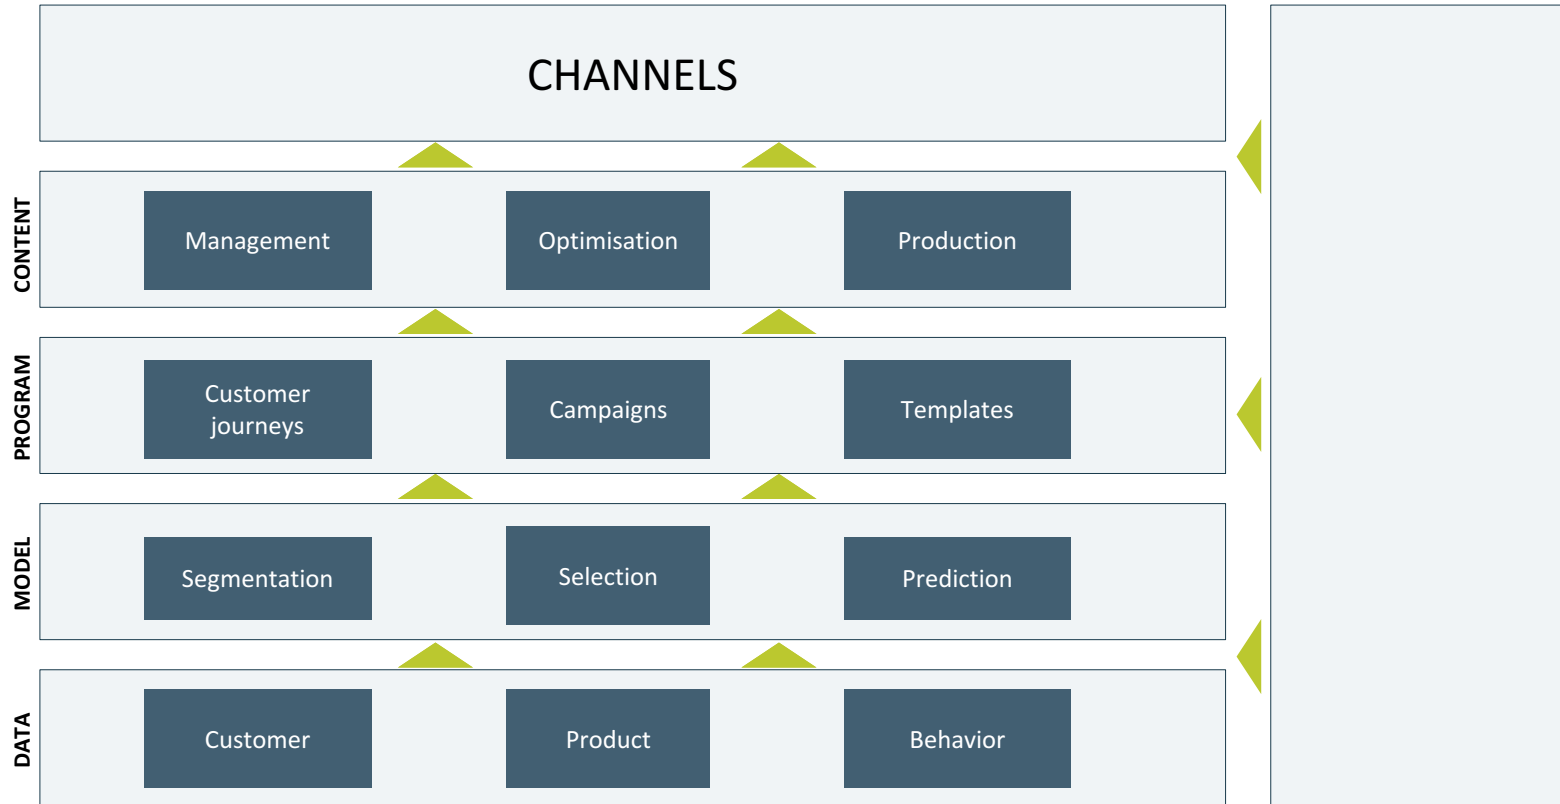 CHANNELS
CONTENT
Management
Optimisation
Production
PROGRAM
Customer
journeys
Campaigns
Templates
MODEL
Segmentation
Selection
Prediction
DATA
Customer
Product
Behavior